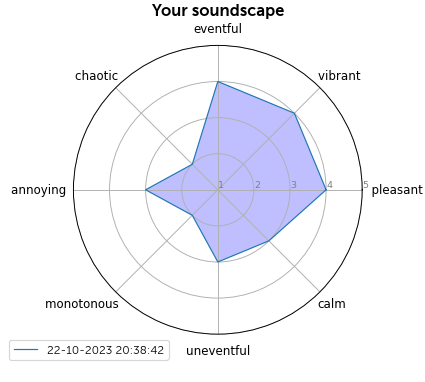 Your soundscape
eventful
chaotic
vibrant
annoying
1 2 3 4 5
pleasant
monotonous
calm
22-10-2023 20:38:42
uneventful